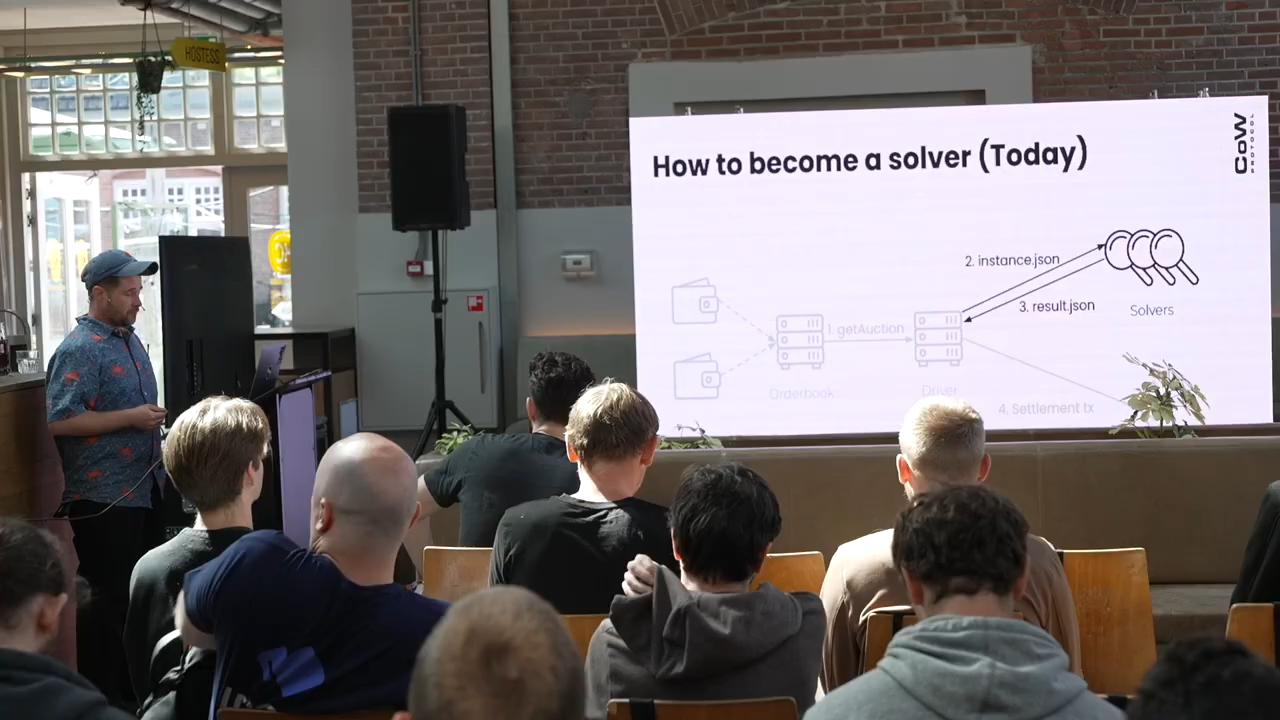 HOSTESS
How to become a solver (Today)
CoW
PROTOCOL
2. instance.json
3. result.json
Solvers
1. getAuction
Orderbook
Driver
4. Settlement tx